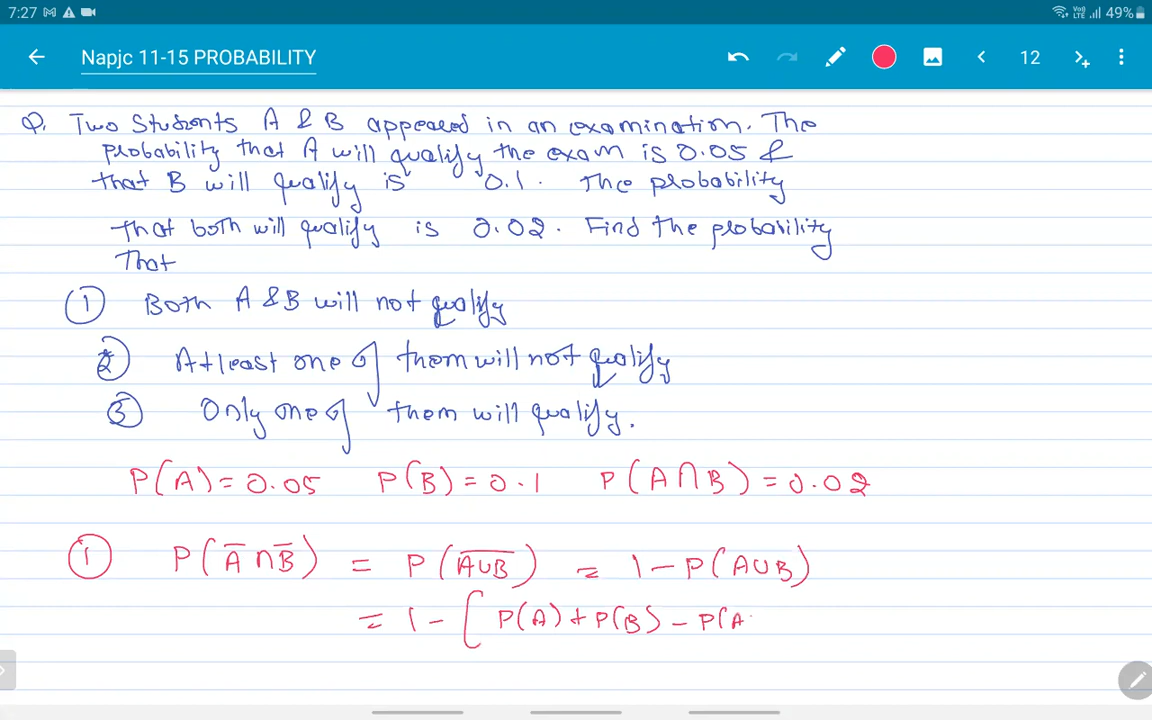 7:27 49%
Napjc 11-15 PROBABILITY 12
Q. Two Students A & B appeared in an examination. The
probability that A will qualify the exam is 0.05 &
that B will qualify is 0.1. The probability
that both will qualify is 0.02. Find the probability
That
① Both A & B will not qualify
② Atleast one of them will not qualify
③ Only one of them will qualify.
P(A) = 0.05 P(B) = 0.1 P(A∩B) = 0.02
① P(A̅∩B̅) = P(A̅∪̅B̅) = 1 - P(A∪B)
= 1 - [ P(A) + P(B) - P(A